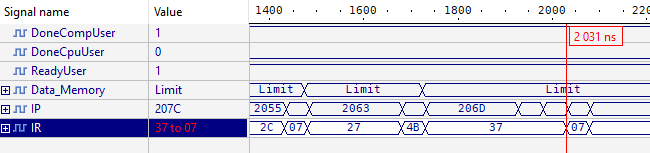 Signal name Value 1400 1600 1800 2000 2200
2 031 ns
DoneCompUser 1
DoneCpuUser 0
ReadyUser 1
Data_Memory Limit Limit Limit Limit
IP 207C 2055 2063 206D
IR 37 to 07 2C 07 27 4B 37 07